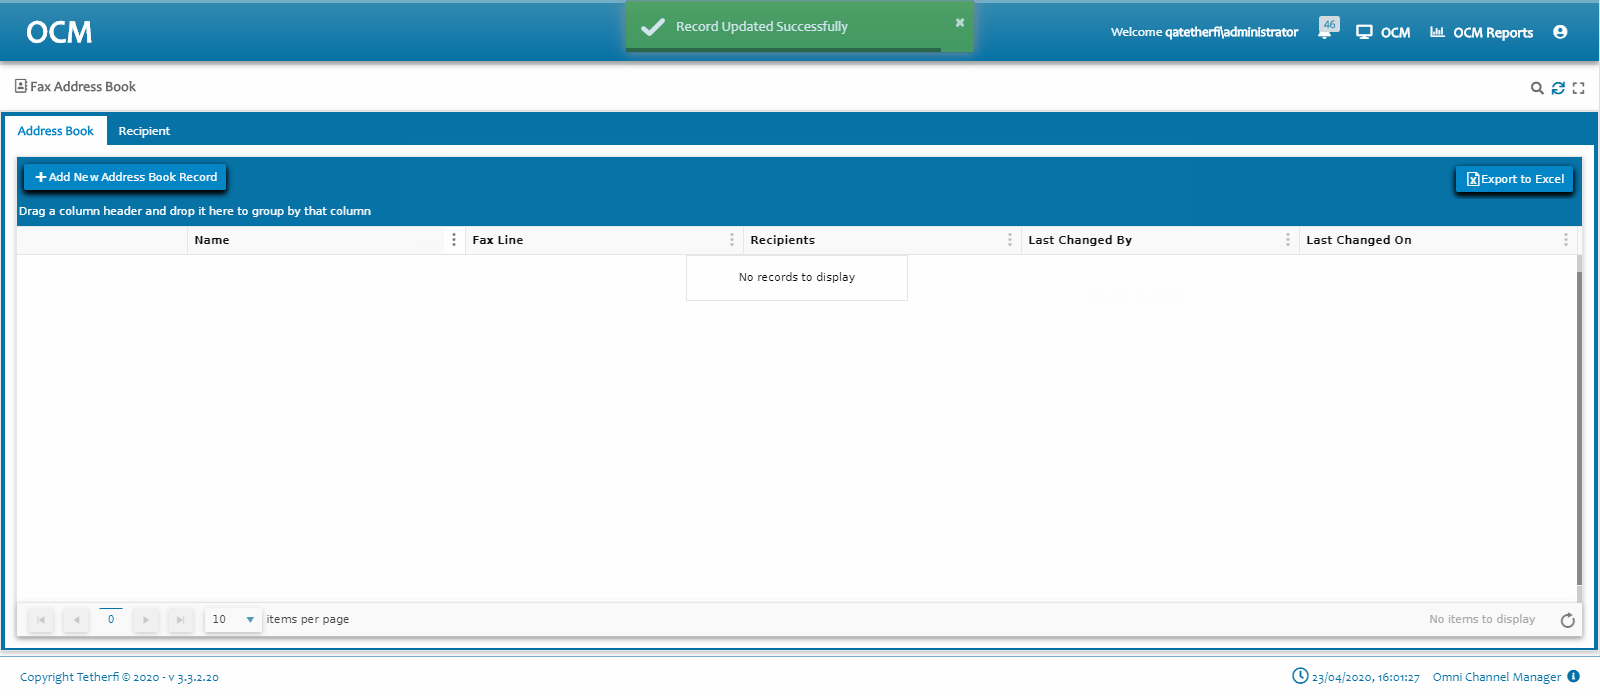 OCM
Record Updated Successfully
Welcome qatetherfi\administrator
46
OCM
OCM Reports
Fax Address Book
Address Book
Recipient
Add New Address Book Record
Export to Excel
Drag a column header and drop it here to group by that column
Name
Fax Line
Recipients
Last Changed By
Last Changed On
No records to display
0
10
items per page
No items to display
Copyright Tetherfi © 2020 - v 3.3.2.20
23/04/2020, 16:01:27
Omni Channel Manager